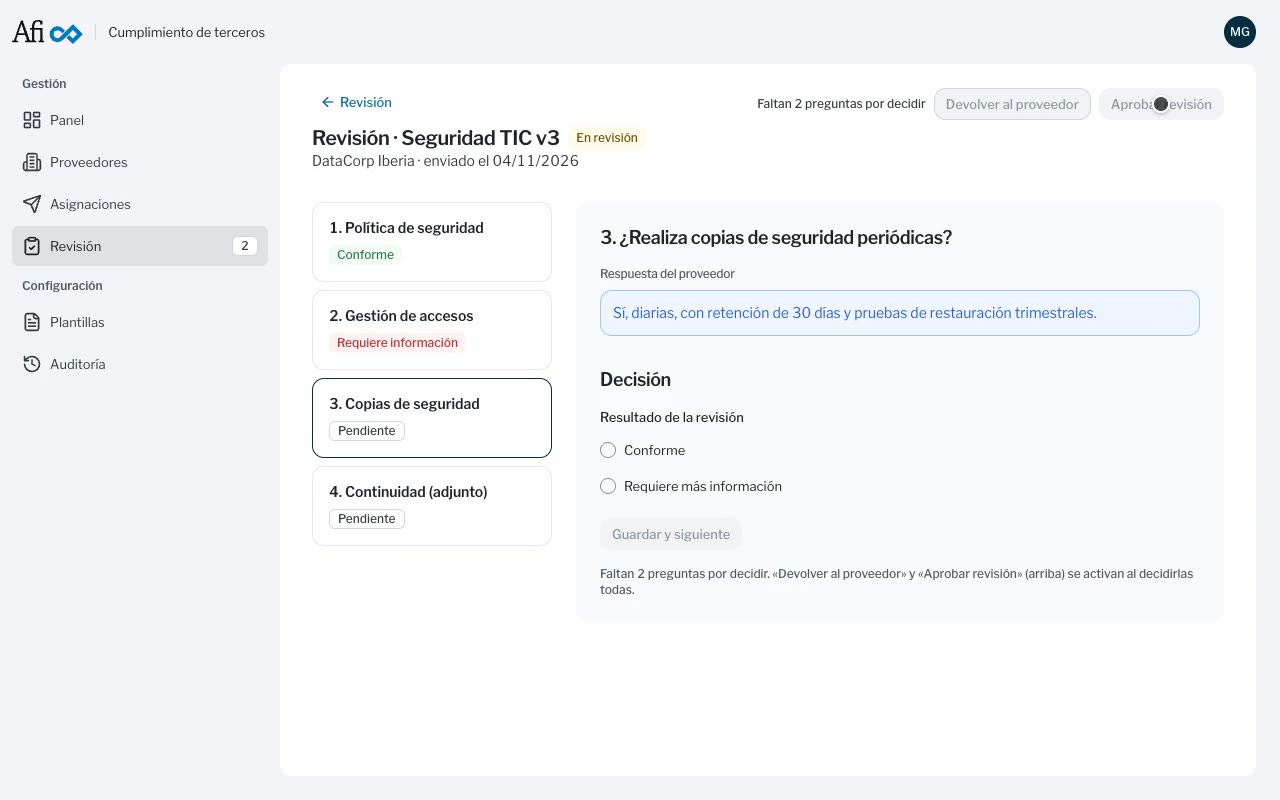 Afi
Cumplimiento de terceros
MG
Gestión
Panel
Proveedores
Asignaciones
Revisión
2
Configuración
Plantillas
Auditoría
Revisión
Faltan 2 preguntas por decidir
Devolver al proveedor
Revisión · Seguridad TIC v3
En revisión
DataCorp Iberia · enviado el 04/11/2026
1. Política de seguridad
Conforme
2. Gestión de accesos
Requiere información
3. Copias de seguridad
Pendiente
4. Continuidad (adjunto)
Pendiente
3. ¿Realiza copias de seguridad periódicas?
Respuesta del proveedor
Sí, diarias, con retención de 30 días y pruebas de restauración trimestrales.
Decisión
Resultado de la revisión
Conforme
Requiere más información
Guardar y siguiente
Faltan 2 preguntas por decidir. «Devolver al proveedor» y «Aprobar revisión» (arriba) se activan al decidirlas
todas.